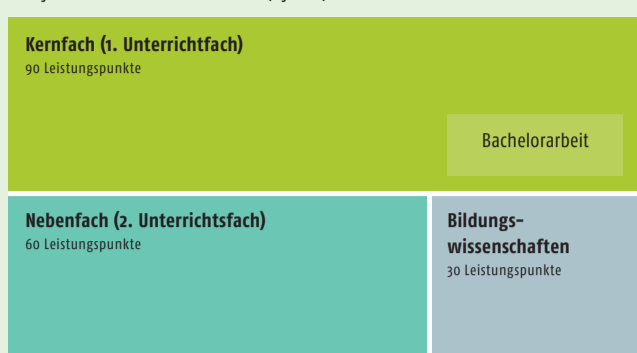 Kernfach (1. Unterrichtfach)
90 Leistungspunkte
Bachelorarbeit
Nebenfach (2. Unterrichtsfach)
60 Leistungspunkte
Bildungs-
wissenschaften
30 Leistungspunkte